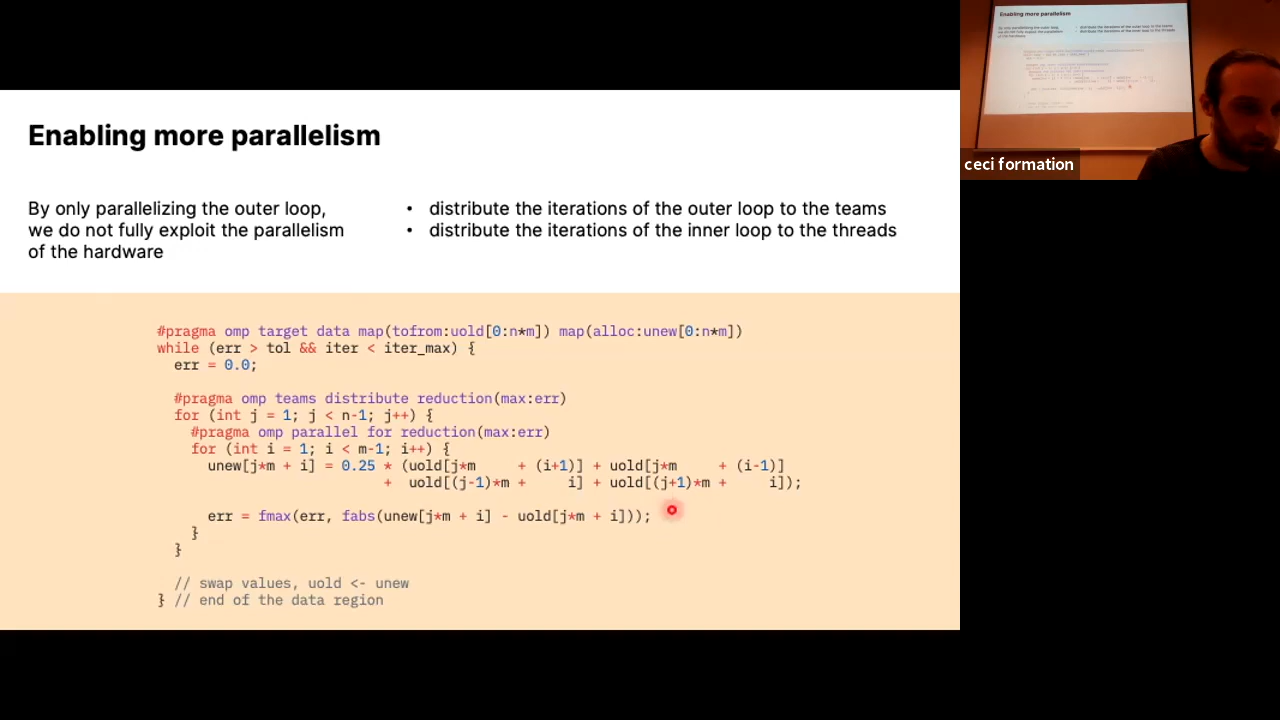 Enabling more parallelism
By only parallelizing the outer loop,
we do not fully exploit the parallelism
of the hardware
• distribute the iterations of the outer loop to the teams
• distribute the iterations of the inner loop to the threads
#pragma omp target data map(tofrom:uold[0:n*m]) map(alloc:unew[0:n*m])
while (err > tol && iter < iter_max) {
  err = 0.0;
  #pragma omp teams distribute reduction(max:err)
  for (int j = 1; j < n-1; j++) {
    #pragma omp parallel for reduction(max:err)
    for (int i = 1; i < m-1; i++) {
      unew[j*m + i] = 0.25 * (uold[j*m     + (i+1)] + uold[j*m     + (i-1)]
                           +  uold[(j-1)*m +     i] + uold[(j+1)*m +     i]);
      err = fmax(err, fabs(unew[j*m + i] - uold[j*m + i]));
    }
  }
  // swap values, uold <- unew
} // end of the data region
Enabling more parallelism
ceci formation